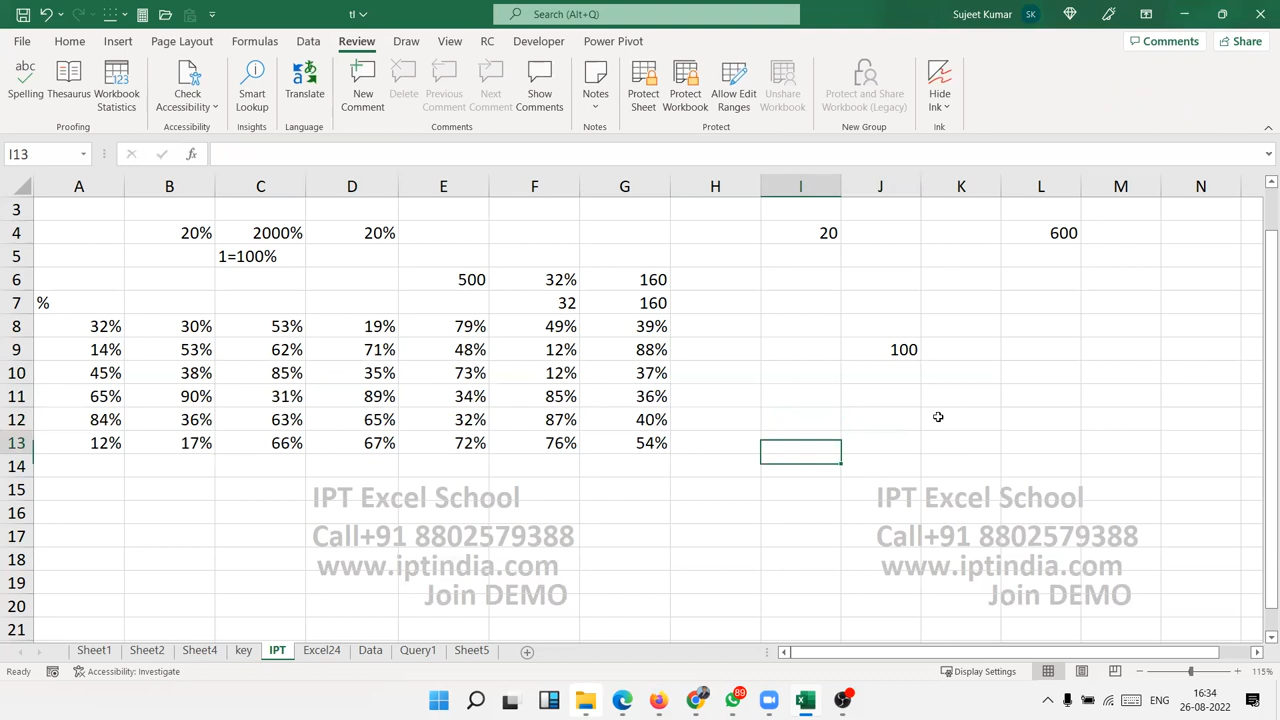 tl
Search (Alt+Q)
Sujeet Kumar SK
File Home Insert Page Layout Formulas Data Review Draw View RC Developer Help Power Pivot
Comments Share
abc
Spelling Thesaurus Workbook Statistics Check Accessibility Smart Lookup Translate New Comment Delete Previous Comment Next Comment Show Comments Notes Protect Sheet Protect Workbook Allow Edit Ranges Unshare Workbook Protect and Share Workbook (Legacy) Hide Ink
Proofing Accessibility Insights Language Comments Notes Protect New Group Ink
I13 fx
A B C D E F G H I J K L M N
3
4 20% 2000% 20% 20 600
5 1=100%
6 500 32% 160
7 % 32 160
8 32% 30% 53% 19% 79% 49% 39%
9 14% 53% 62% 71% 48% 12% 88% 100
10 45% 38% 85% 35% 73% 12% 37%
11 65% 90% 31% 89% 34% 85% 36%
12 84% 36% 63% 65% 32% 87% 40%
13 12% 17% 66% 67% 72% 76% 54%
14
15 IPT Excel School IPT Excel School
16
17 Call+91 8802579388 Call+91 8802579388
18 www.iptindia.com www.iptindia.com
19 Join DEMO Join DEMO
20
21
Sheet1 Sheet2 Sheet4 key IPT Excel24 Data Query1 Sheet5
Ready Accessibility: Investigate Display Settings 115%
89 ENG 16:34
26-08-2022